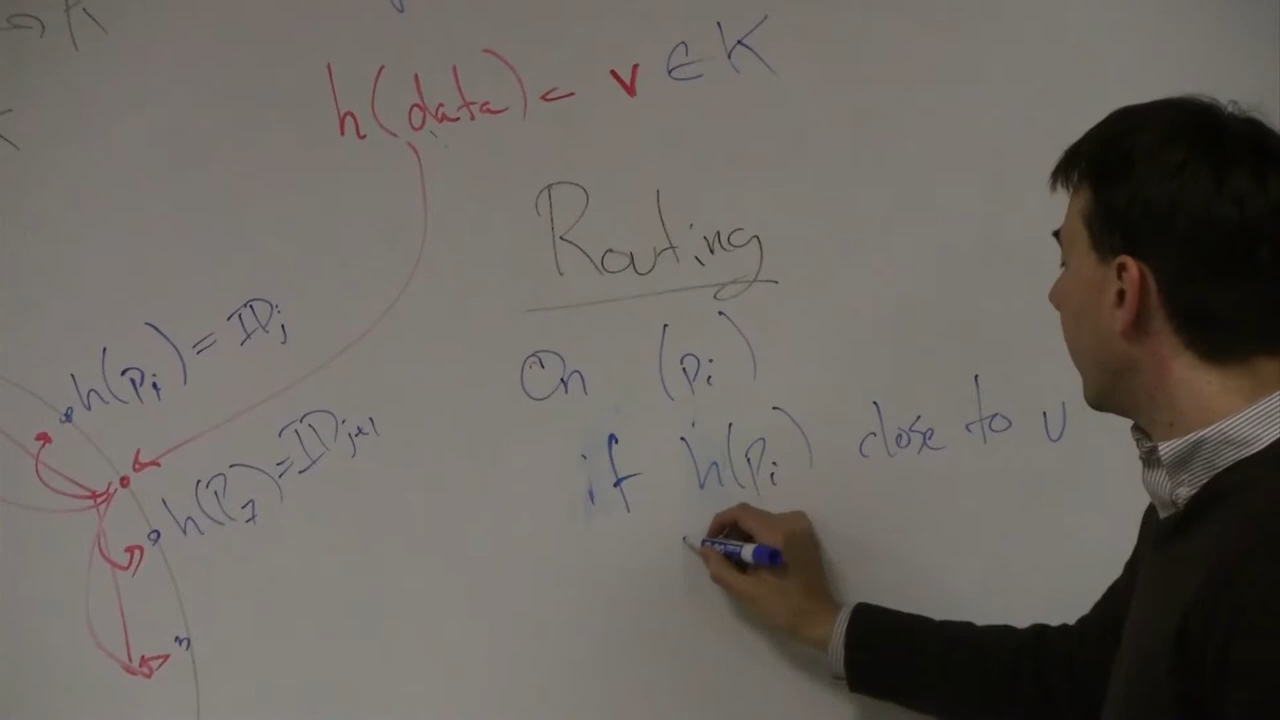 h(data) = v ∈ K
Routing
On (Pi)
if h(Pi) close to v
h(Pi) = IDj
h(P7) = IDj+1